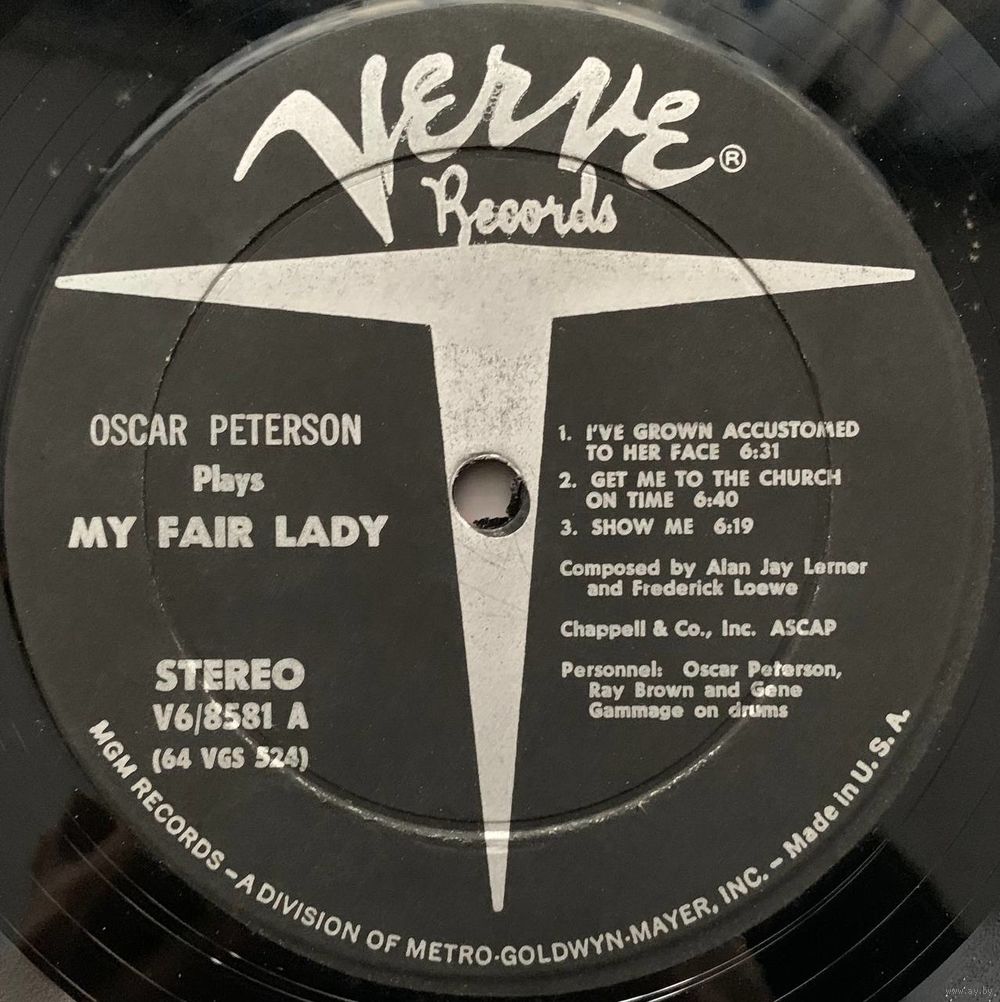 Verve®
Records
OSCAR PETERSON
Plays
MY FAIR LADY
1. I'VE GROWN ACCUSTOMED
TO HER FACE 6:31
2. GET ME TO THE CHURCH
ON TIME 6:40
3. SHOW ME 6:19
Composed by Alan Jay Lerner
and Frederick Loewe
Chappell & Co., Inc. ASCAP
Personnel: Oscar Peterson,
Ray Brown and Gene
Gammage on drums
STEREO
V6/8581 A
(64 VGS 524)
MGM RECORDS – A DIVISION OF METRO-GOLDWYN-MAYER, INC. – Made in U. S. A.
www.ay.by